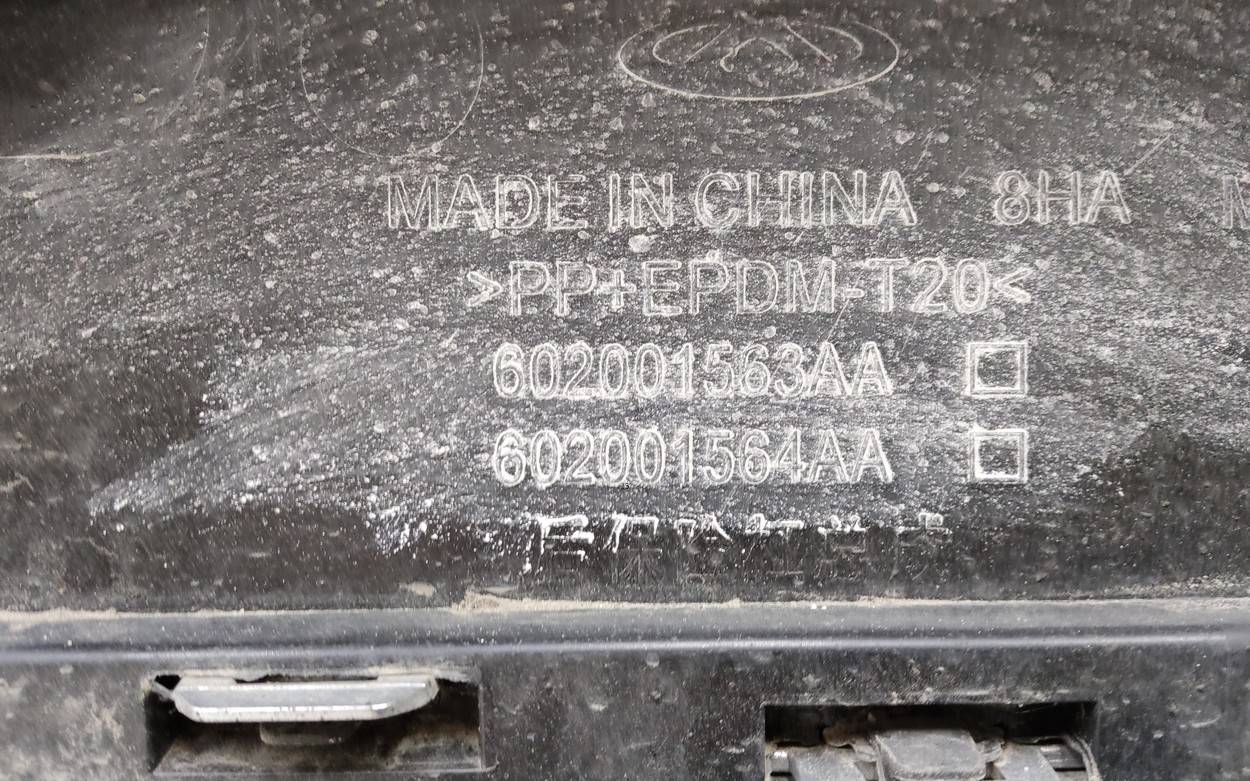 MADE IN CHINA 8HA
>PP+EPDM-T20<
602001563AA
602001564AA